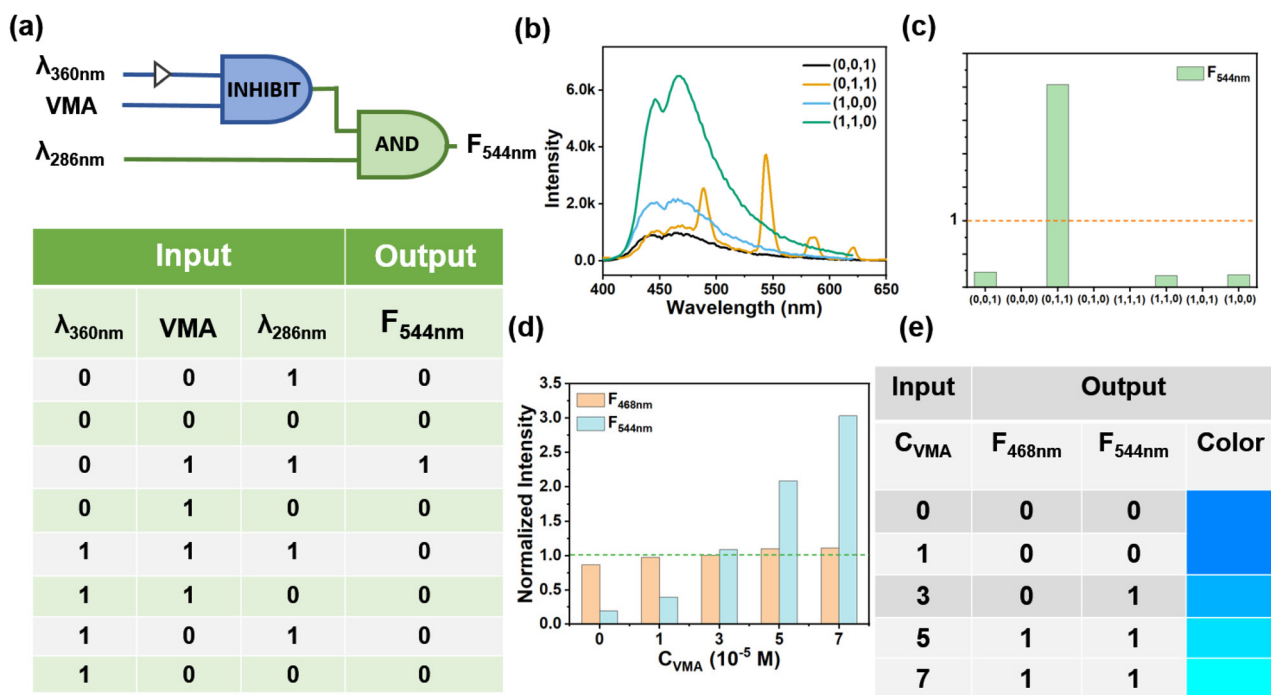 (a)
λ360nm
VMA
λ286nm
INHIBIT
AND
F544nm
Input Output
λ360nm VMA λ286nm F544nm
0 0 1 0
0 0 0 0
0 1 1 1
0 1 0 0
1 1 1 0
1 1 0 0
1 0 1 0
1 0 0 0
(b)
(0,0,1)
(0,1,1)
(1,0,0)
(1,1,0)
Intensity
6.0k
4.0k
2.0k
0.0
400 450 500 550 600 650
Wavelength (nm)
(c)
F544nm
1
(0,0,1) (0,0,0) (0,1,1) (0,1,0) (1,1,1) (1,1,0) (1,0,1) (1,0,0)
(d)
F468nm
F544nm
Normalized Intensity
3.5
3.0
2.5
2.0
1.5
1.0
0.5
0.0
0 1 3 5 7
CVMA (10-5 M)
(e)
Input Output
CVMA F468nm F544nm Color
0 0 0
1 0 0
3 0 1
5 1 1
7 1 1